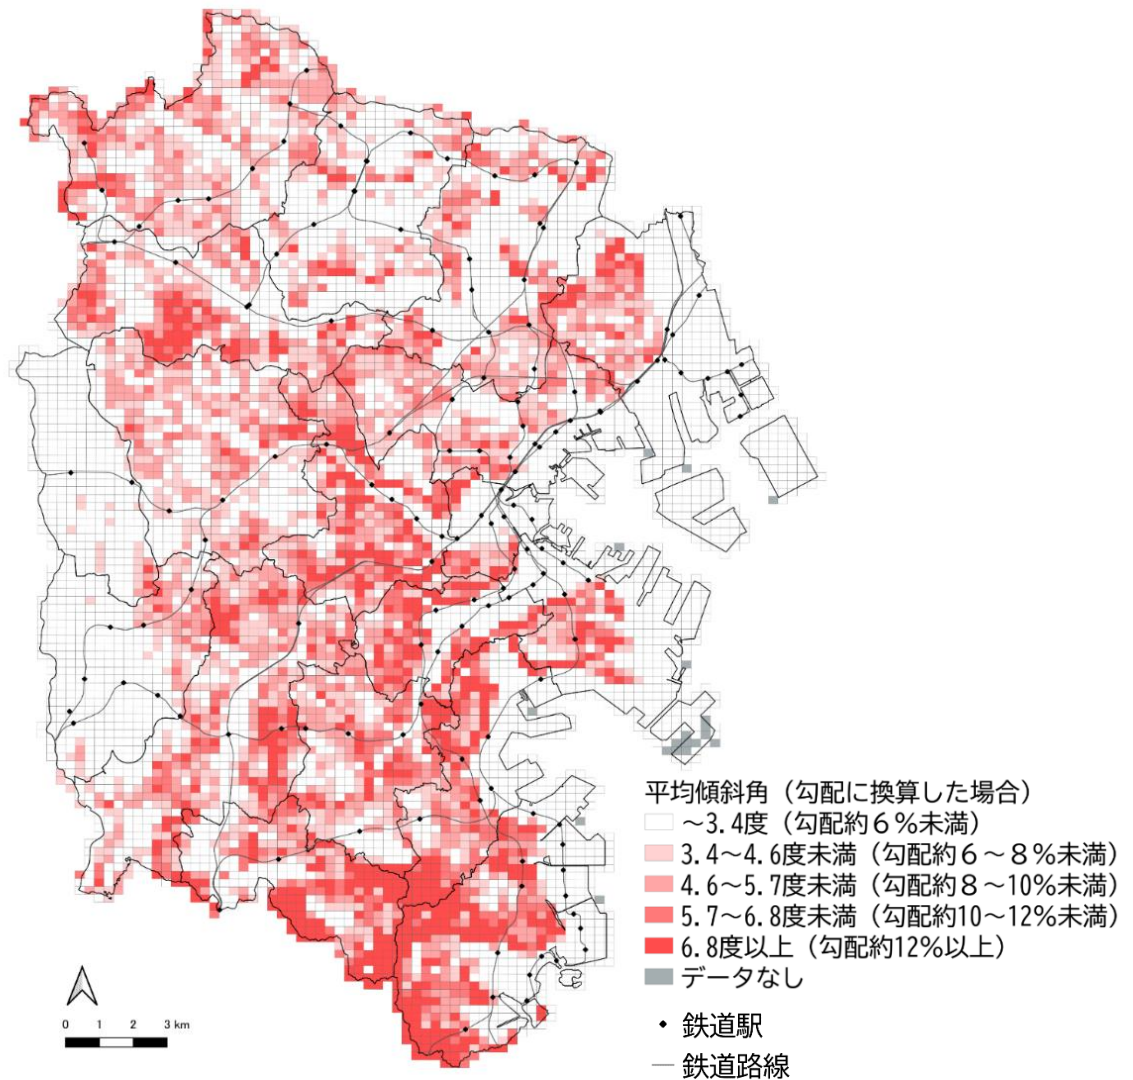 平均傾斜角（勾配に換算した場合）
～3.4度（勾配約６％未満）
3.4～4.6度未満（勾配約６～８％未満）
4.6～5.7度未満（勾配約８～10％未満）
5.7～6.8度未満（勾配約10～12％未満）
6.8度以上（勾配約12％以上）
データなし
鉄道駅
鉄道路線
0 1 2 3 km